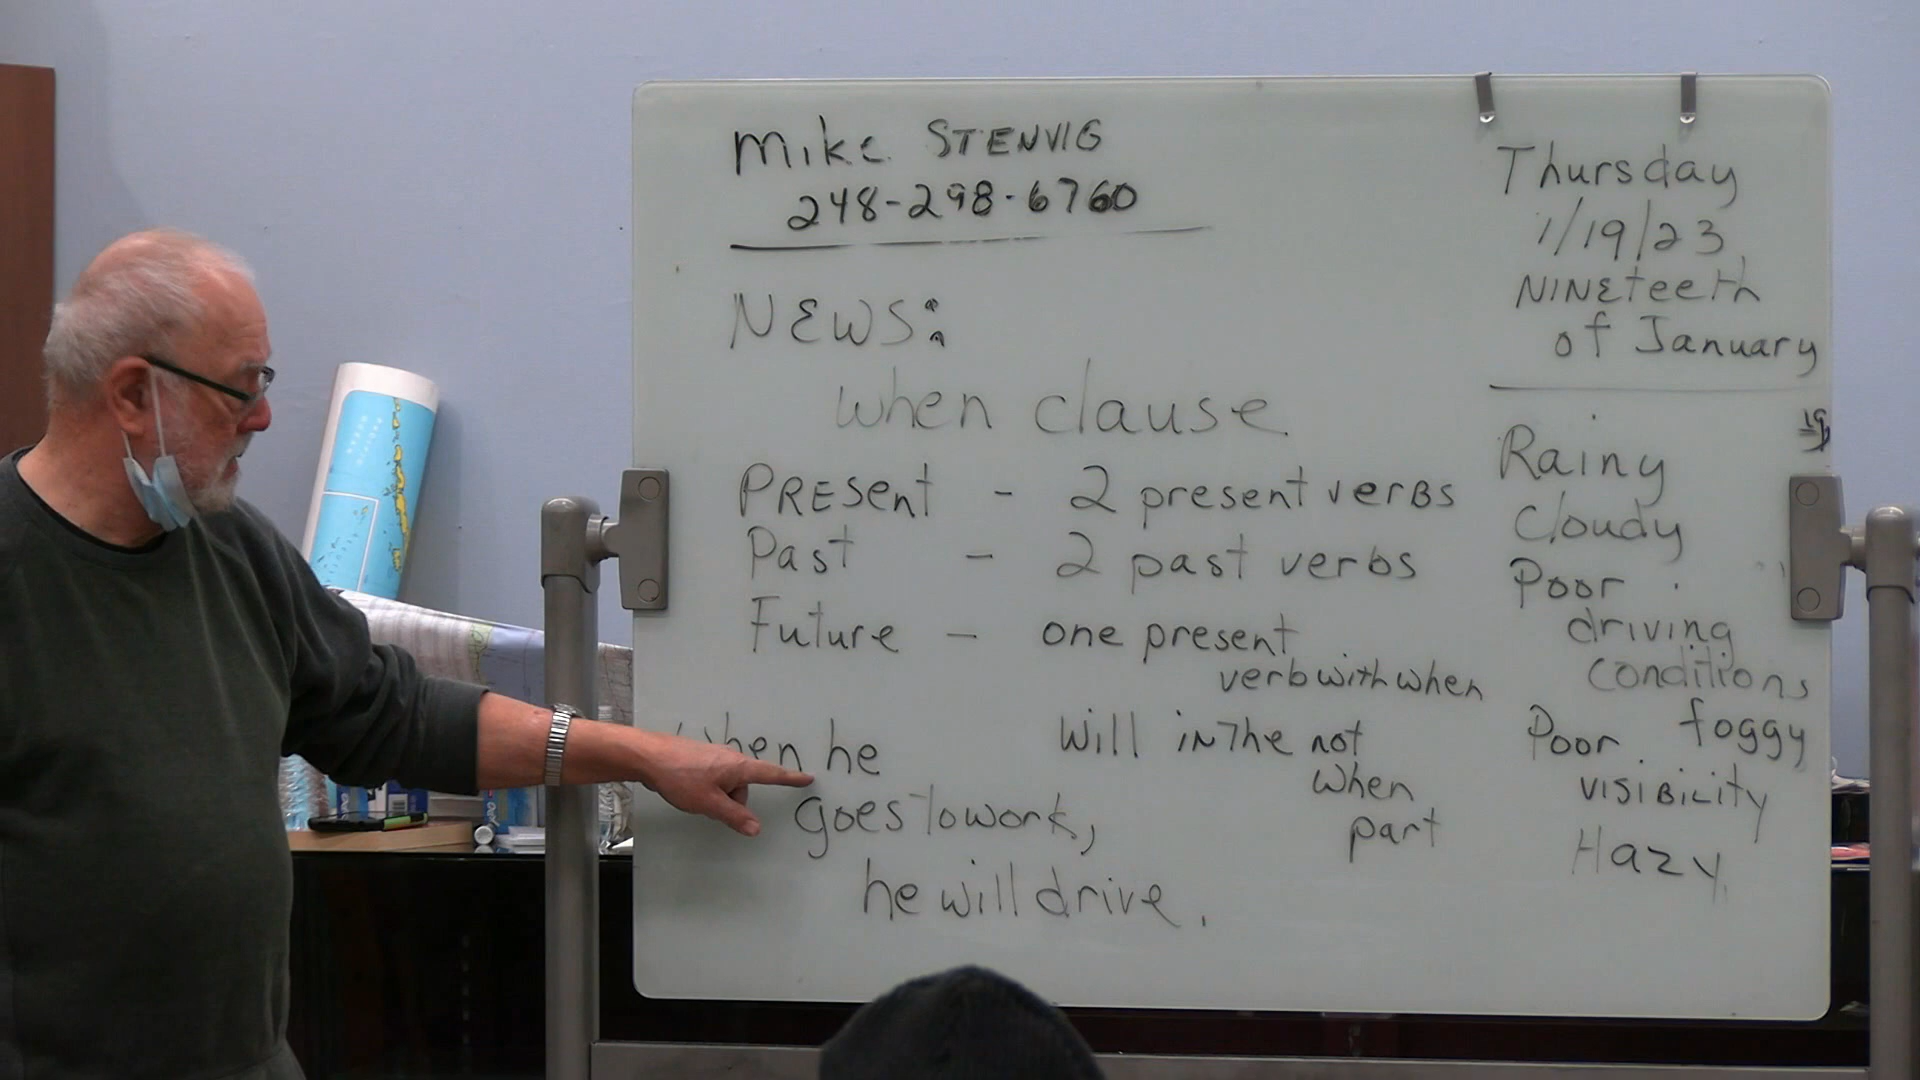 Mike STENVIG
248-298-6760
NEWS:
when clause
PRESENT - 2 present verbs
Past - 2 past verbs
Future - one present
verb with when
When he
goes to work,
he will drive.
Will in the not
when
part
Thursday
1/19/23
NINEteeth
of January
19
Rainy
Cloudy
Poor
driving
conditions
foggy
Poor
visibility
Hazy